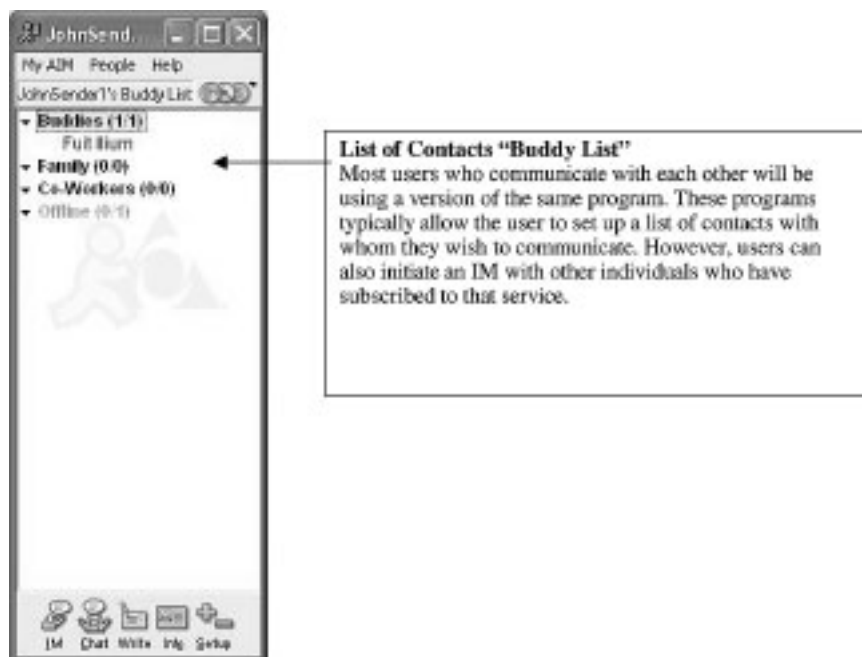 JohnSend...
My AIM People Help
JohnSender1's Buddy List
Buddies (1/1)
Fuit Ilium
Family (0/0)
Co-Workers (0/0)
Offline (0/1)
IM Chat Write Info Setup
List of Contacts “Buddy List”
Most users who communicate with each other will be
using a version of the same program. These programs
typically allow the user to set up a list of contacts with
whom they wish to communicate. However, users can
also initiate an IM with other individuals who have
subscribed to that service.